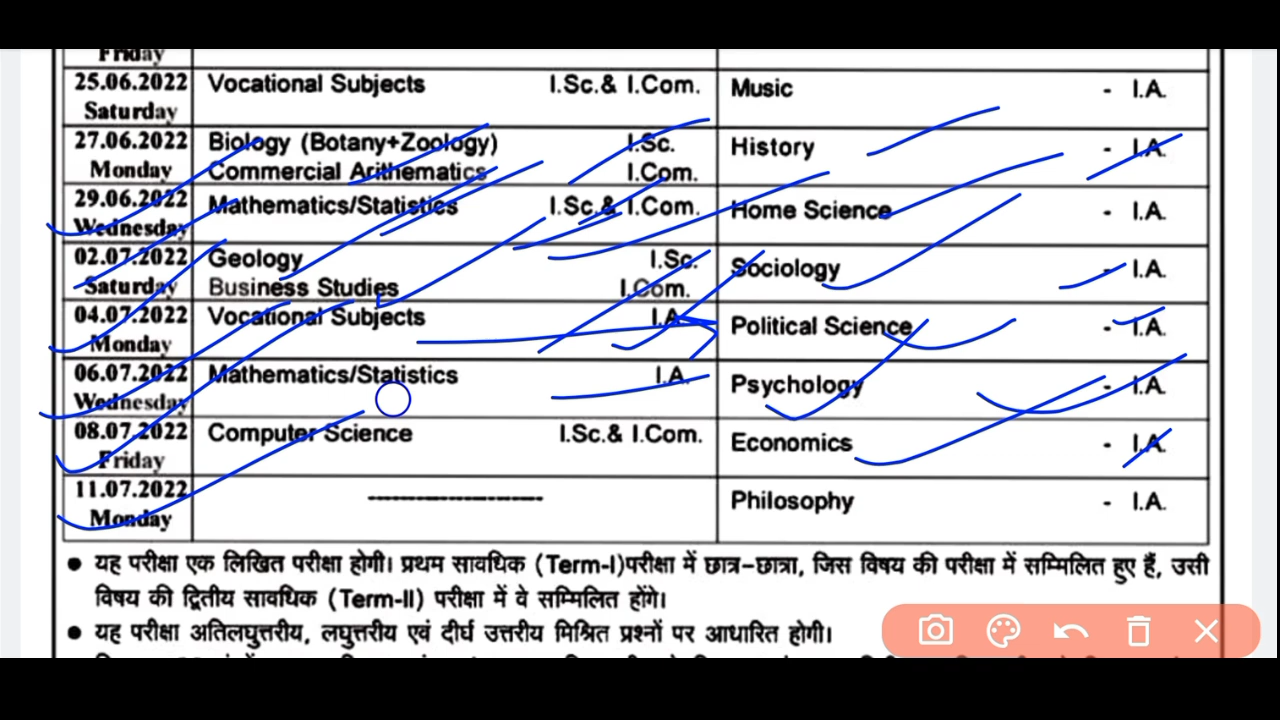 Friday
25.06.2022 Vocational Subjects I.Sc.& I.Com. Music - I.A.
Saturday
27.06.2022 Biology (Botany+Zoology) I.Sc. History - I.A.
Monday Commercial Arithematics I.Com.
29.06.2022 Mathematics/Statistics I.Sc.& I.Com. Home Science - I.A.
Wednesday
02.07.2022 Geology I.Sc. Sociology - I.A.
Saturday Business Studies I.Com.
04.07.2022 Vocational Subjects I.A. Political Science - I.A.
Monday
06.07.2022 Mathematics/Statistics I.A. Psychology - I.A.
Wednesday
08.07.2022 Computer Science I.Sc.& I.Com. Economics - I.A.
Friday
11.07.2022 -------------------- Philosophy - I.A.
Monday
• यह परीक्षा एक लिखित परीक्षा होगी। प्रथम सावधिक (Term-I)परीक्षा में छात्र-छात्रा, जिस विषय की परीक्षा में सम्मिलित हुए हैं, उसी
विषय की द्वितीय सावधिक (Term-II) परीक्षा में वे सम्मिलित होंगे।
• यह परीक्षा अतिलघुत्तरीय, लघुत्तरीय एवं दीर्घ उत्तरीय मिश्रित प्रश्नों पर आधारित होगी।